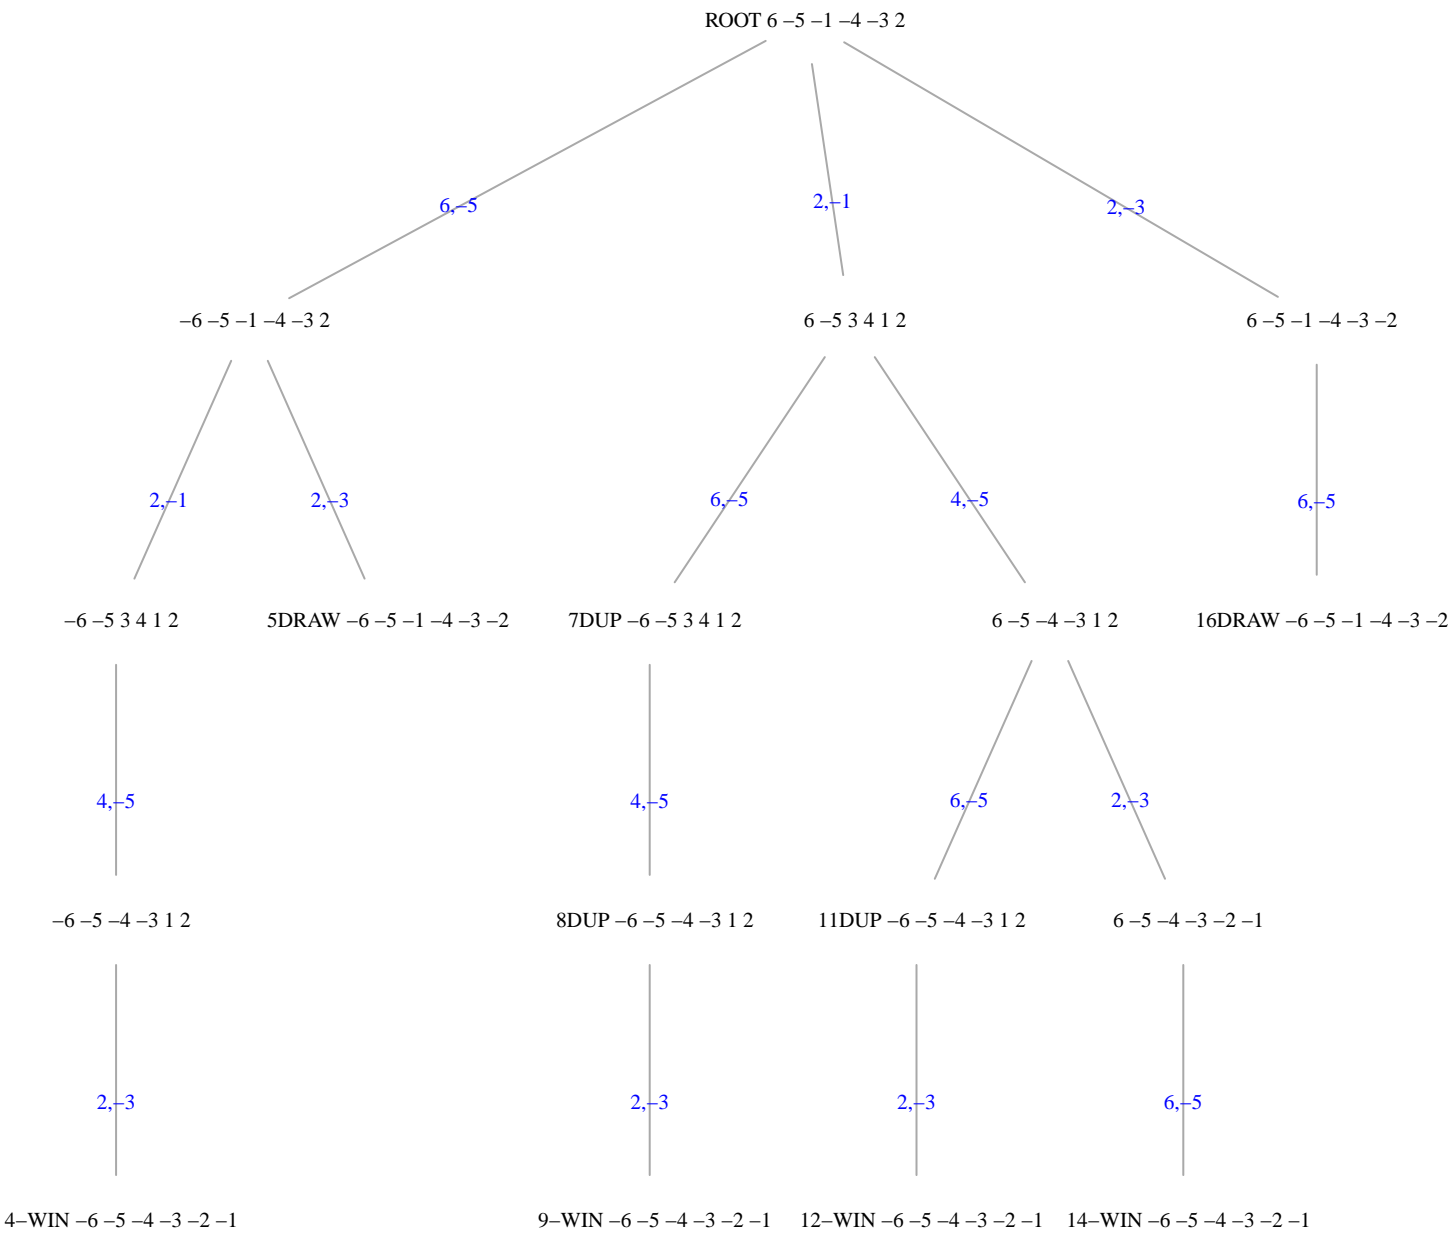 ROOT 6 –5 –1 –4 –3 2
6,–5
2,–1
2,–3
–6 –5 –1 –4 –3 2
6 –5 3 4 1 2
6 –5 –1 –4 –3 –2
2,–1
2,–3
6,–5
4,–5
6,–5
–6 –5 3 4 1 2
5DRAW –6 –5 –1 –4 –3 –2
7DUP –6 –5 3 4 1 2
6 –5 –4 –3 1 2
16DRAW –6 –5 –1 –4 –3 –2
4,–5
4,–5
6,–5
2,–3
–6 –5 –4 –3 1 2
8DUP –6 –5 –4 –3 1 2
11DUP –6 –5 –4 –3 1 2
6 –5 –4 –3 –2 –1
2,–3
2,–3
2,–3
6,–5
4–WIN –6 –5 –4 –3 –2 –1
9–WIN –6 –5 –4 –3 –2 –1
12–WIN –6 –5 –4 –3 –2 –1
14–WIN –6 –5 –4 –3 –2 –1